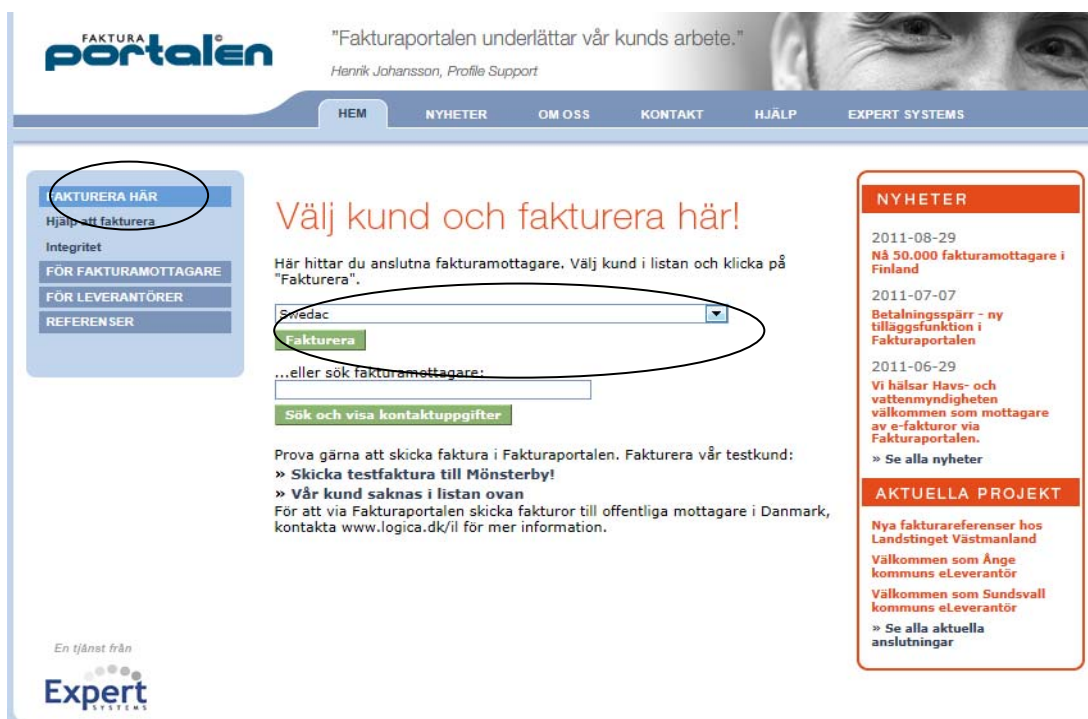 FAKTURA
portalen
©
"Fakturaportalen underlättar vår kunds arbete."
Henrik Johansson, Profile Support
HEM
NYHETER
OM OSS
KONTAKT
HJÄLP
EXPERT SYSTEMS
FAKTURERA HÄR
Hjälp att fakturera
Integritet
FÖR FAKTURAMOTTAGARE
FÖR LEVERANTÖRER
REFERENSER
Välj kund och fakturera här!
Här hittar du anslutna fakturamottagare. Välj kund i listan och klicka på
"Fakturera".
Swedac
Fakturera
...eller sök fakturamottagare:
Sök och visa kontaktuppgifter
Prova gärna att skicka faktura i Fakturaportalen. Fakturera vår testkund:
» Skicka testfaktura till Mönsterby!
» Vår kund saknas i listan ovan
För att via Fakturaportalen skicka fakturor till offentliga mottagare i Danmark,
kontakta www.logica.dk/il för mer information.
NYHETER
2011-08-29
Nå 50.000 fakturamottagare i
Finland
2011-07-07
Betalningsspärr - ny
tilläggsfunktion i
Fakturaportalen
2011-06-29
Vi hälsar Havs- och
vattenmyndigheten
välkommen som mottagare
av e-fakturor via
Fakturaportalen.
» Se alla nyheter
AKTUELLA PROJEKT
Nya fakturareferenser hos
Landstinget Västmanland
Välkommen som Ånge
kommuns eLeverantör
Välkommen som Sundsvall
kommuns eLeverantör
» Se alla aktuella
anslutningar
En tjänst från
Expert
SYSTEMS